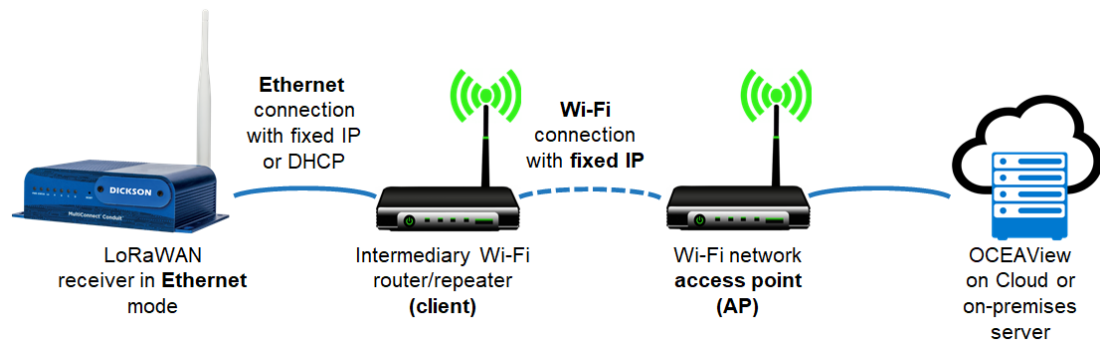 Ethernet
connection
with fixed IP
or DHCP
Wi-Fi
connection
with fixed IP
DICKSON
MultiConnect Conduit
LoRaWAN
receiver in Ethernet
mode
Intermediary Wi-Fi
router/repeater
(client)
Wi-Fi network
access point
(AP)
OCEAView
on Cloud or
on-premises
server